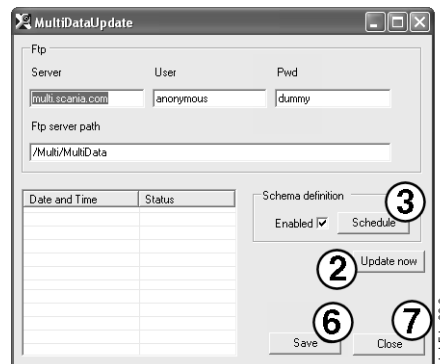 MultiDataUpdate
Ftp
Server User Pwd
multi.scania.com anonymous dummy
Ftp server path
/Multi/MultiData
Date and Time Status
Schema definition
3
Enabled Schedule
2 Update now
6 7
Save Close